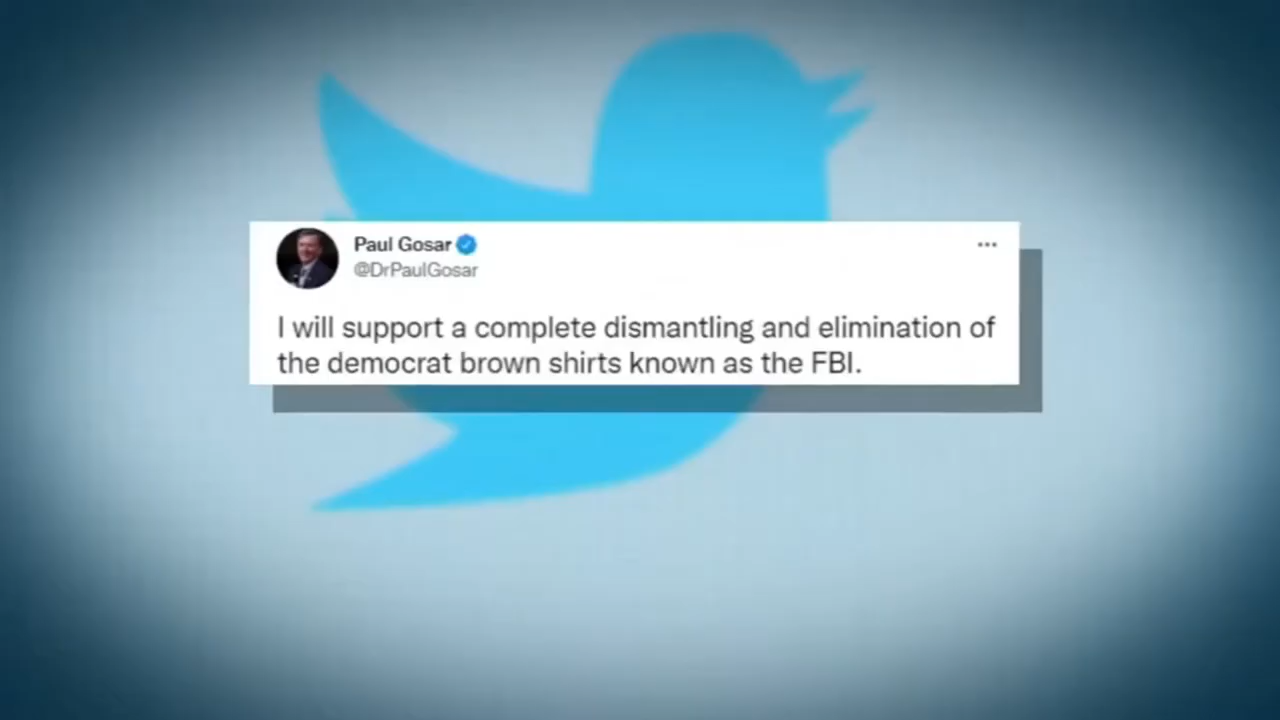 Paul Gosar
@DrPaulGosar
I will support a complete dismantling and elimination of
the democrat brown shirts known as the FBI.